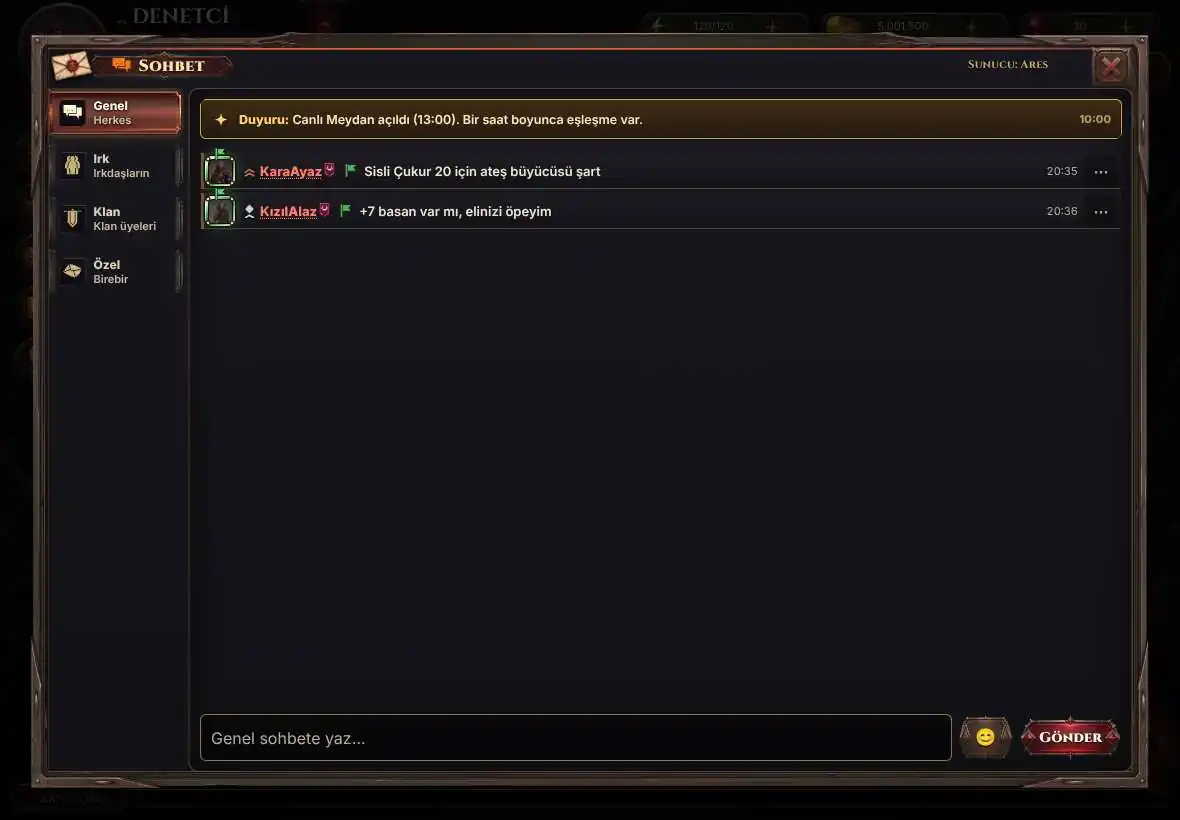 DENETCİ
120/120
5.001.500
30
SOHBET
SUNUCU: ARES
Genel
Herkes
Duyuru: Canlı Meydan açıldı (13:00). Bir saat boyunca eşleşme var.
10:00
Irk
Irkdaşların
KaraAyaz Sisli Çukur 20 için ateş büyücüsü şart
20:35
Klan
Klan üyeleri
KızılAlaz +7 basan var mı, elinizi öpeyim
20:36
Özel
Birebir
Genel sohbete yaz...
GÖNDER